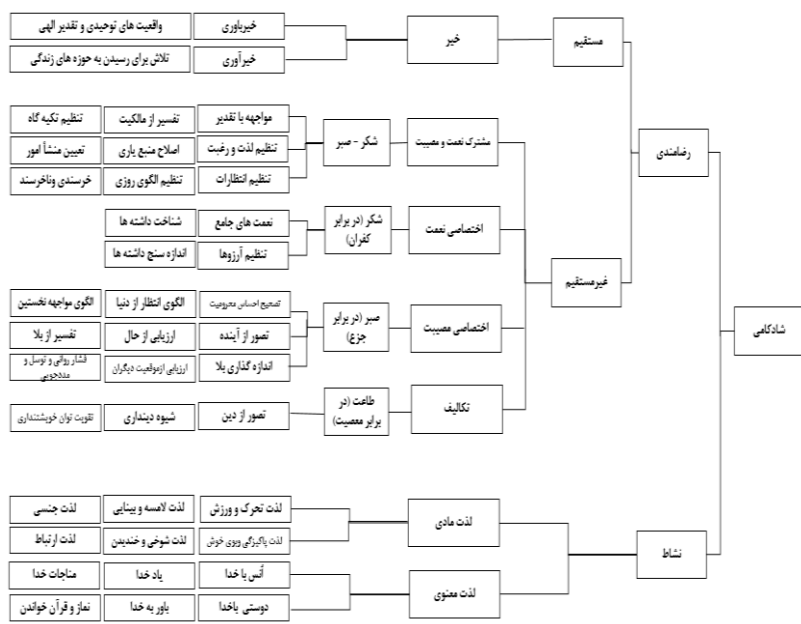 شادکامی
رضامندی
مستقیم
خیر
خیرباوری
واقعیت های توحیدی و تقدیر الهی
خیرآوری
تلاش برای رسیدن به حوزه های زندگی
غیرمستقیم
مشترک نعمت و مصیبت
شکر - صبر
مواجهه با تقدیر
تفسیر از مالکیت
تنظیم تکیه گاه
تنظیم لذت و رغبت
اصلاح منبع یاری
تعیین منشأ امور
تنظیم انتظارات
تنظیم الگوی روزی
خرسندی وناخرسند
اختصاصی نعمت
شکر (در برابر
کفران)
نعمت های جامع
شناخت داشته ها
تنظیم آرزوها
اندازه سنج داشته ها
اختصاصی مصیبت
صبر (در برابر
جزع)
تصحیح احساس محرومیت
الگوی انتظار از دنیا
الگوی مواجهه نخستین
تصور از آینده
ارزیابی از حال
تفسیر از بلا
اندازه گذاری بلا
ارزیابی ازموقعیت دیگران
فشار روانی و توسل و
مددجویی
تکالیف
طاعت (در
برابر معصیت)
تصور از دین
شیوه دینداری
تقویت توان خویشتنداری
نشاط
لذت مادی
لذت تحرک و ورزش
لذت لامسه و بینایی
لذت جنسی
لذت پاکیزگی وبوی خوش
لذت شوخی و خندیدن
لذت ارتباط
لذت معنوی
اُنس با خدا
یاد خدا
مناجات خدا
دوستی باخدا
باور به خدا
نماز و قرآن خواندن